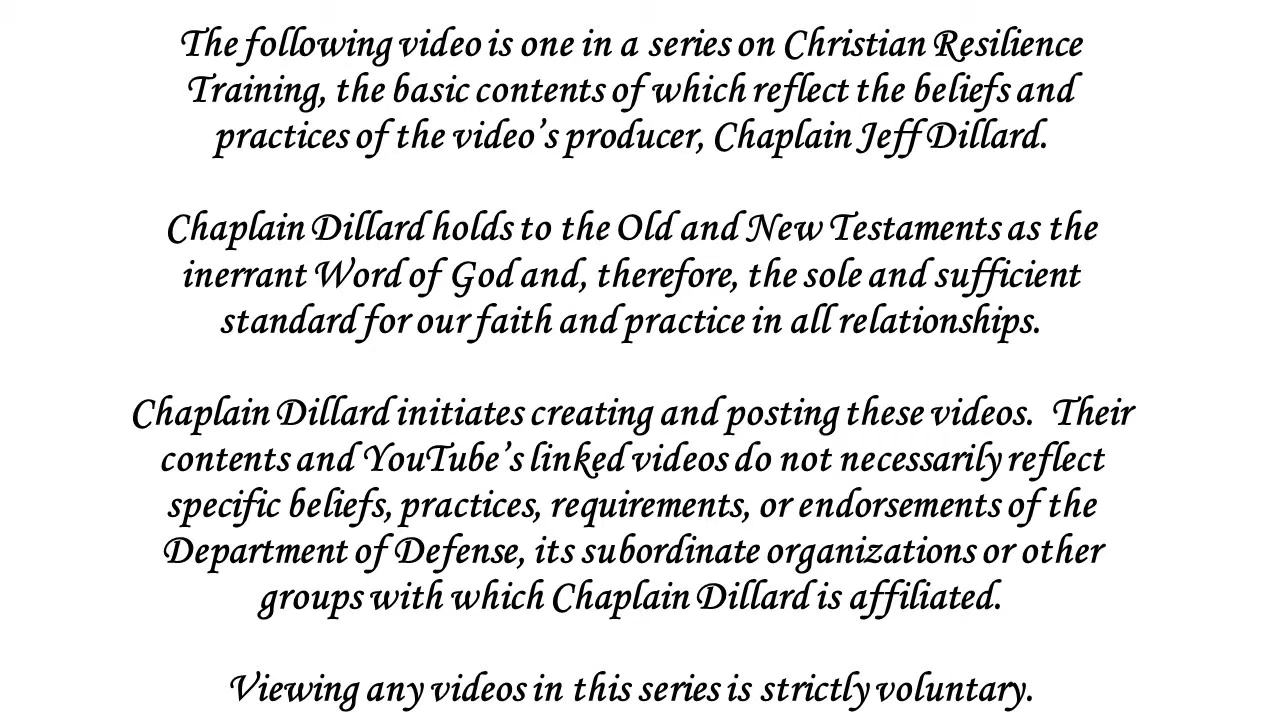 The following video is one in a series on Christian Resilience
Training, the basic contents of which reflect the beliefs and
practices of the video’s producer, Chaplain Jeff Dillard.
Chaplain Dillard holds to the Old and New Testaments as the
inerrant Word of God and, therefore, the sole and sufficient
standard for our faith and practice in all relationships.
Chaplain Dillard initiates creating and posting these videos.  Their
contents and YouTube’s linked videos do not necessarily reflect
specific beliefs, practices, requirements, or endorsements of the
Department of Defense, its subordinate organizations or other
groups with which Chaplain Dillard is affiliated.
Viewing any videos in this series is strictly voluntary.